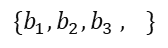 {b₁, b₂, b₃ ,   }